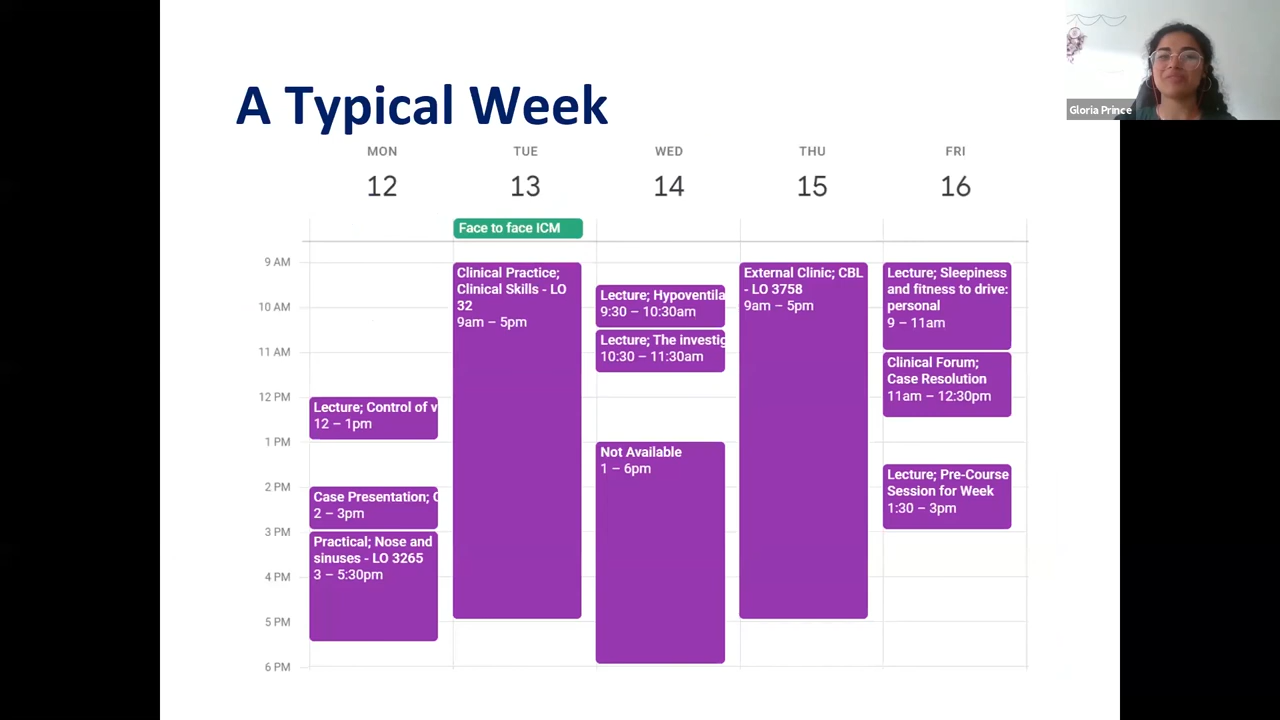 Gloria Prince
A Typical Week
MON
TUE
WED
THU
FRI
12
13
14
15
16
Face to face ICM
9 AM
10 AM
11 AM
12 PM
1 PM
2 PM
3 PM
4 PM
5 PM
6 PM
Lecture; Control of v
12 – 1pm
Case Presentation; C
2 – 3pm
Practical; Nose and
sinuses - LO 3265
3 – 5:30pm
Clinical Practice;
Clinical Skills - LO
32
9am – 5pm
Lecture; Hypoventila
9:30 – 10:30am
Lecture; The investig
10:30 – 11:30am
Not Available
1 – 6pm
External Clinic; CBL
- LO 3758
9am – 5pm
Lecture; Sleepiness
and fitness to drive:
personal
9 – 11am
Clinical Forum;
Case Resolution
11am – 12:30pm
Lecture; Pre-Course
Session for Week
1:30 – 3pm